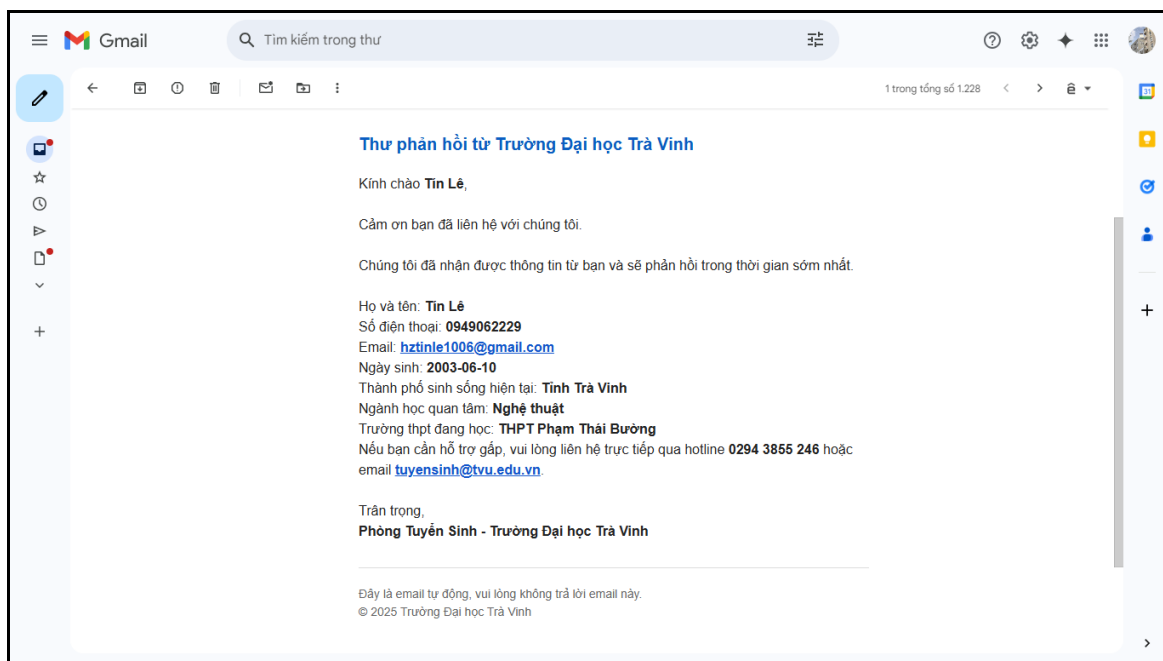 Gmail
Tìm kiếm trong thư
1 trong tổng số 1.228
Thư phản hồi từ Trường Đại học Trà Vinh
Kính chào Tin Lê,
Cảm ơn bạn đã liên hệ với chúng tôi.
Chúng tôi đã nhận được thông tin từ bạn và sẽ phản hồi trong thời gian sớm nhất.
Họ và tên: Tin Lê
Số điện thoại: 0949062229
Email: hztinle1006@gmail.com
Ngày sinh: 2003-06-10
Thành phố sinh sống hiện tại: Tỉnh Trà Vinh
Ngành học quan tâm: Nghệ thuật
Trường thpt đang học: THPT Phạm Thái Bường
Nếu bạn cần hỗ trợ gấp, vui lòng liên hệ trực tiếp qua hotline 0294 3855 246 hoặc
email tuyensinh@tvu.edu.vn.
Trân trọng,
Phòng Tuyển Sinh - Trường Đại học Trà Vinh
Đây là email tự động, vui lòng không trả lời email này.
© 2025 Trường Đại học Trà Vinh
31